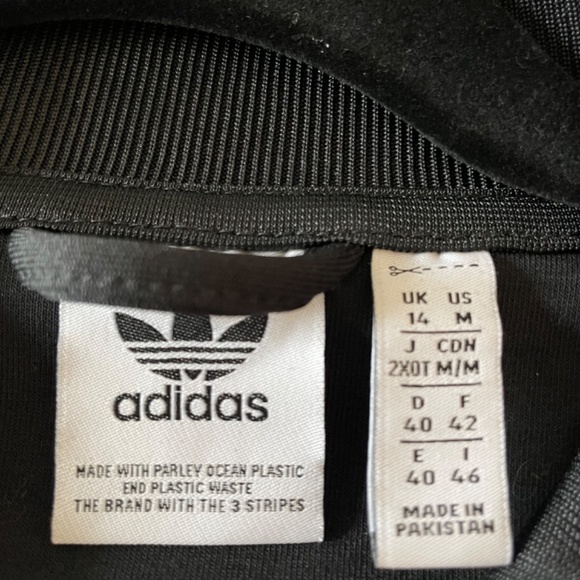 adidas
MADE WITH PARLEY OCEAN PLASTIC
END PLASTIC WASTE
THE BRAND WITH THE 3 STRIPES
UK US
14 M
J CDN
2XOT M/M
D F
40 42
E I
40 46
MADE IN
PAKISTAN